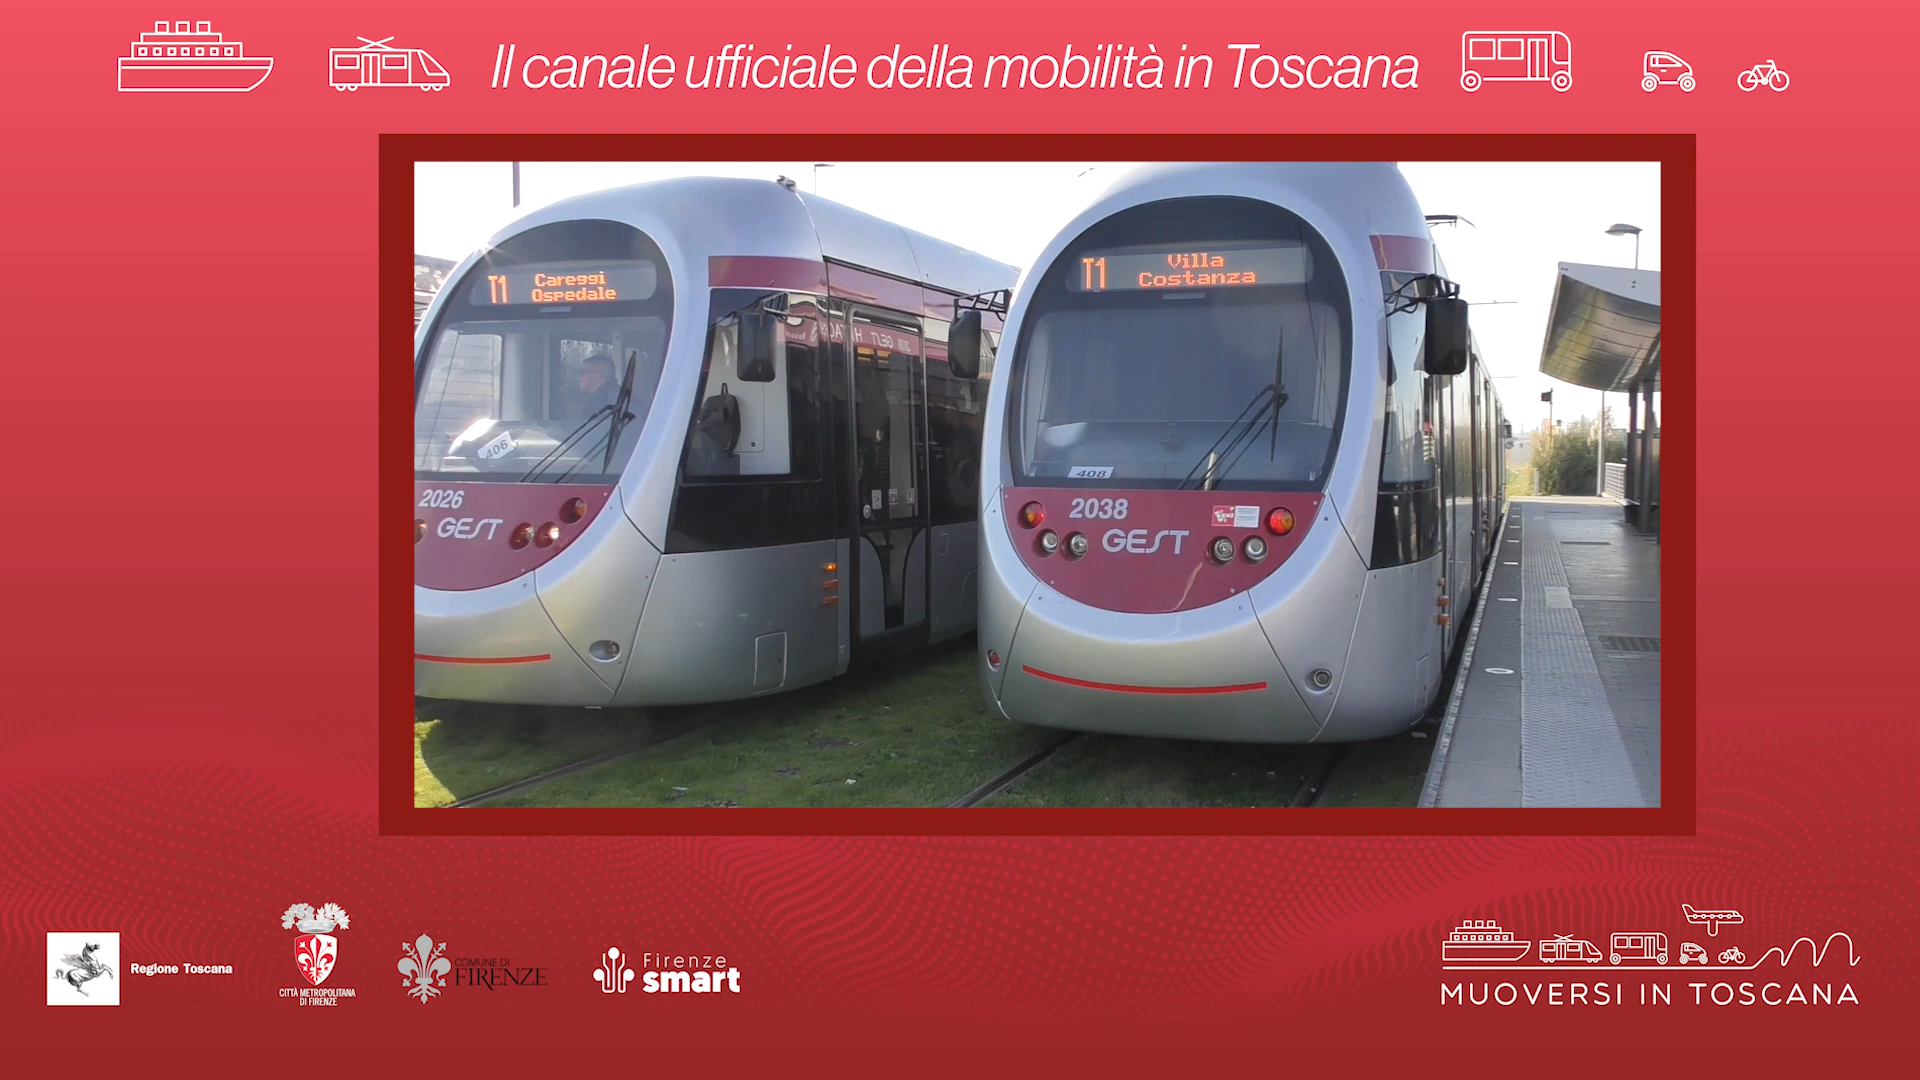 Il canale ufficiale della mobilità in Toscana
T1 Careggi
Ospedale
T1 Villa
Costanza
406
408
2026
GEST
2038
GEST
Regione Toscana
CITTÀ METROPOLITANA
DI FIRENZE
COMUNE DI
FIRENZE
Firenze
smart
MUOVERSI IN TOSCANA